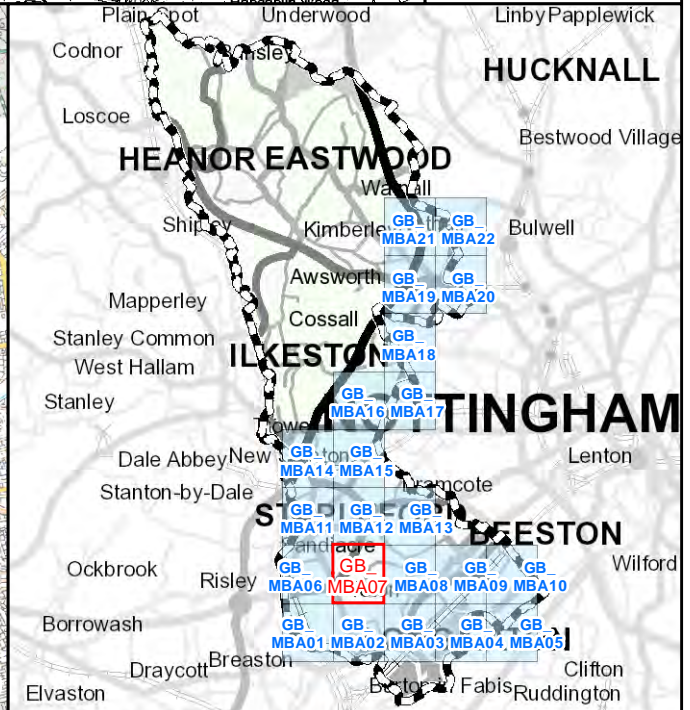 Plain Spot Underwood Linby Papplewick
Codnor
HUCKNALL
Loscoe
Bestwood Village
HEANOR EASTWOOD
Shipley Kimberley GB_ MBA21 GB_ MBA22 Bulwell
Awsworth GB_ MBA19 GB_ MBA20
Mapperley
Cossall
Stanley Common GB_ MBA18
West Hallam ILKESTON
Stanley GB_ MBA16 GB_ MBA17 TTINGHAM
Dale Abbey New GB_ MBA14 GB_ MBA15 Lenton
Stanton-by-Dale
GB_ MBA11 GB_ MBA12 GB_ MBA13
BEESTON
Ockbrook Risley GB_ MBA06 GB_ MBA07 GB_ MBA08 GB_ MBA09 GB_ MBA10 Wilford
Borrowash GB_ MBA01 GB_ MBA02 GB_ MBA03 GB_ MBA04 GB_ MBA05
Draycott Breaston Clifton
Elvaston Fabis Ruddington